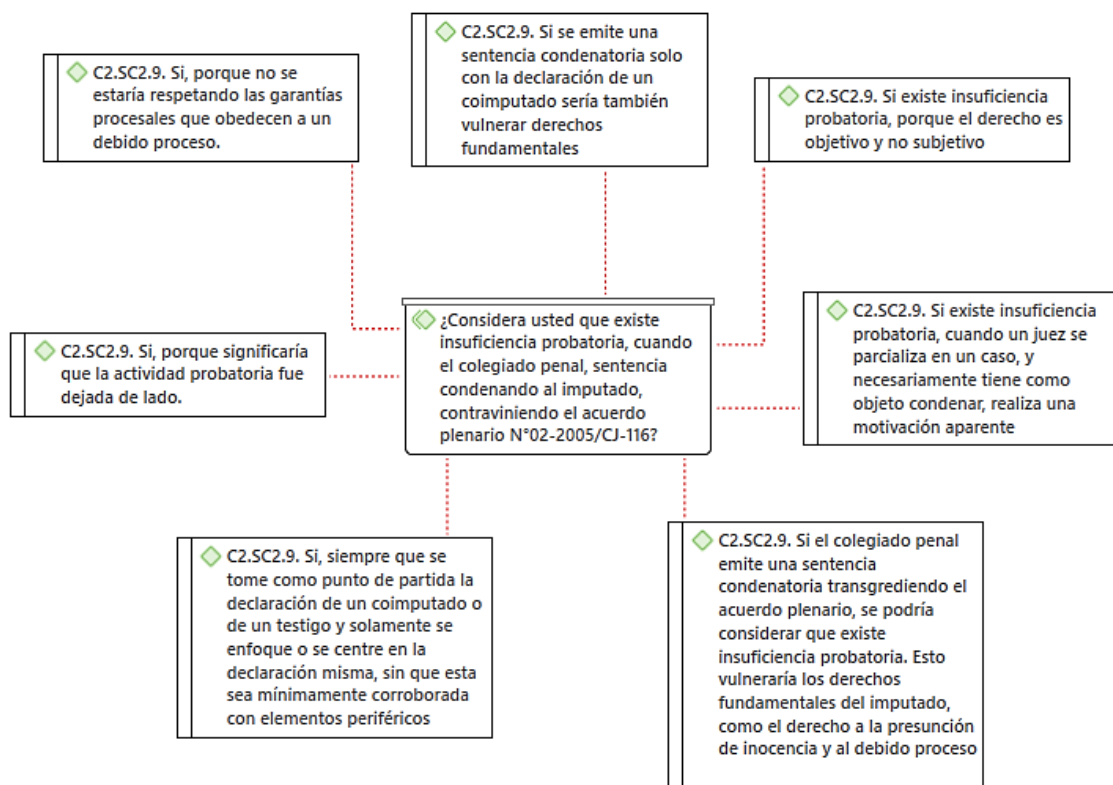 C2.SC2.9. Si se emite una
sentencia condenatoria solo
con la declaración de un
coimputado sería también
vulnerar derechos
fundamentales
C2.SC2.9. Si, porque no se
estaría respetando las garantías
procesales que obedecen a un
debido proceso.
C2.SC2.9. Si existe insuficiencia
probatoria, porque el derecho es
objetivo y no subjetivo
¿Considera usted que existe
insuficiencia probatoria, cuando
el colegiado penal, sentencia
condenando al imputado,
contraviniendo el acuerdo
plenario N°02-2005/CJ-116?
C2.SC2.9. Si existe insuficiencia
probatoria, cuando un juez se
parcializa en un caso, y
necesariamente tiene como
objeto condenar, realiza una
motivación aparente
C2.SC2.9. Si, porque significaría
que la actividad probatoria fue
dejada de lado.
C2.SC2.9. Si, siempre que se
tome como punto de partida la
declaración de un coimputado o
de un testigo y solamente se
enfoque o se centre en la
declaración misma, sin que esta
sea mínimamente corroborada
con elementos periféricos
C2.SC2.9. Si el colegiado penal
emite una sentencia
condenatoria transgrediendo el
acuerdo plenario, se podría
considerar que existe
insuficiencia probatoria. Esto
vulneraría los derechos
fundamentales del imputado,
como el derecho a la presunción
de inocencia y al debido proceso